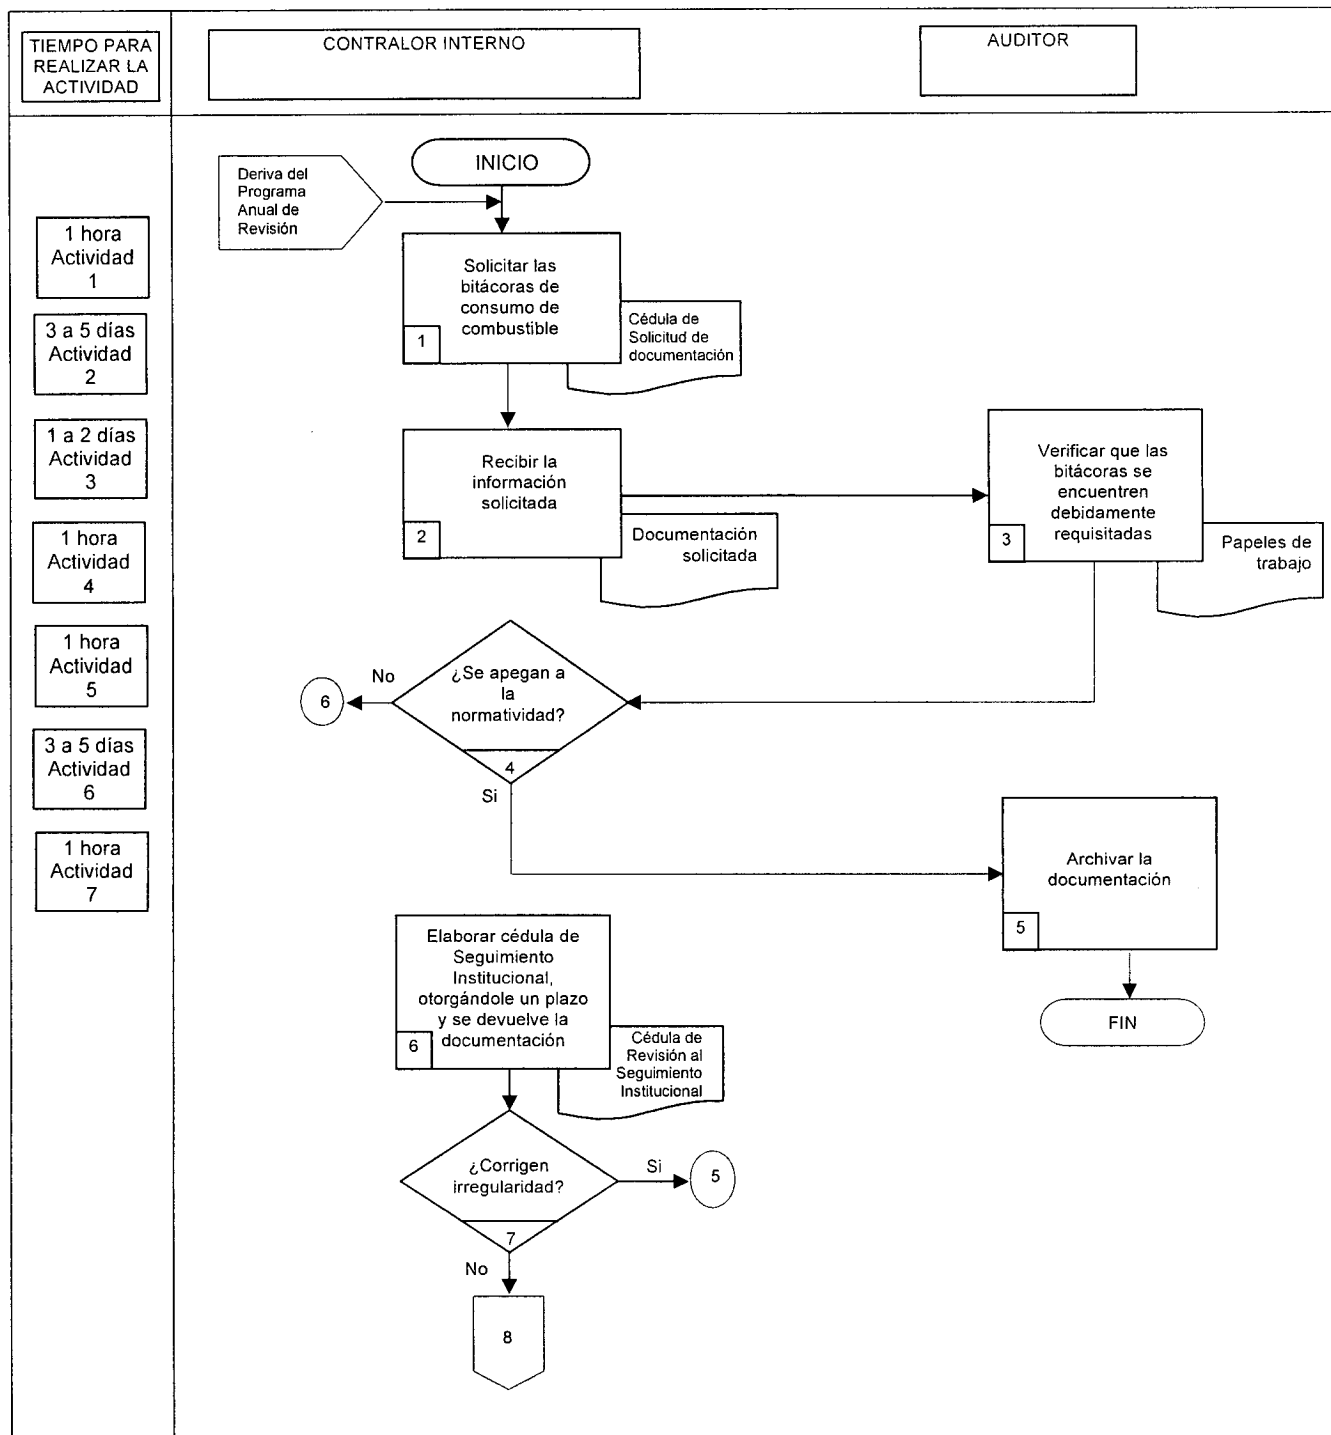 TIEMPO PARA
REALIZAR LA
ACTIVIDAD
CONTRALOR INTERNO
AUDITOR
INICIO
Deriva del
Programa
Anual de
Revisión
1 hora
Actividad
1
Solicitar las
bitácoras de
consumo de
combustible
1
Cédula de
Solicitud de
documentación
3 a 5 días
Actividad
2
1 a 2 días
Actividad
3
Recibir la
información
solicitada
2
Documentación
solicitada
Verificar que las
bitácoras se
encuentren
debidamente
requisitadas
3
Papeles de
trabajo
1 hora
Actividad
4
1 hora
Actividad
5
No
6
¿Se apegan a
la
normatividad?
4
Si
3 a 5 días
Actividad
6
1 hora
Actividad
7
Archivar la
documentación
5
FIN
Elaborar cédula de
Seguimiento
Institucional,
otorgándole un plazo
y se devuelve la
documentación
6
Cédula de
Revisión al
Seguimiento
Institucional
¿Corrigen
irregularidad?
7
Si
5
No
8